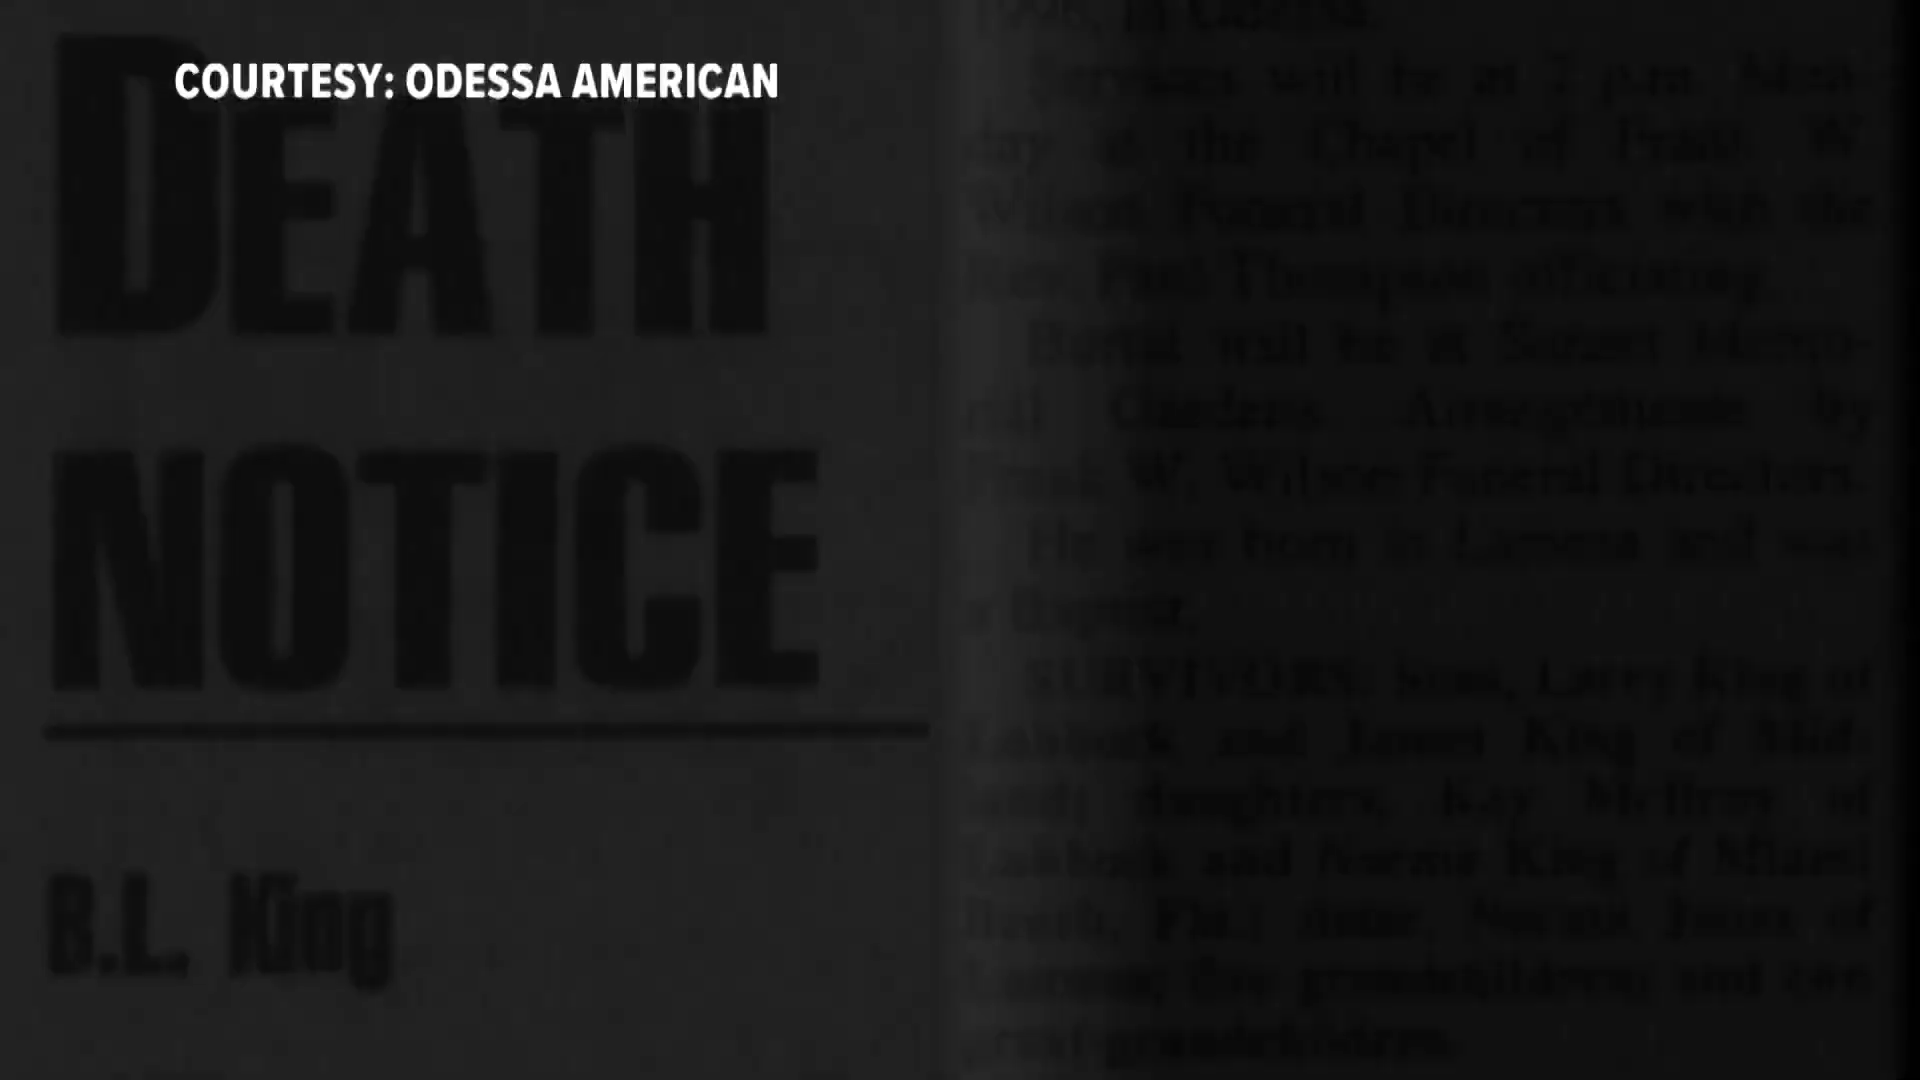 COURTESY: ODESSA AMERICAN
DEATH
NOTICE
B.L. King
Services will be at 2 p.m. Mon-
day at the Chapel of Frank W.
Wilson Funeral Directors with the
Rev. Paul Thompson officiating.
Burial will be at Sunset Memo-
rial Gardens. Arrangements by
Frank W. Wilson Funeral Directors.
He was born in Lamesa and was
a Baptist.
SURVIVORS: Sons, Larry King of
Lubbock and James King of Mid-
land; daughters, Kay McIlroy of
Lubbock and Norma King of Miami
Beach, Fla.; sister, of
Lamesa; five grandchildren; and
great-grandchildren.